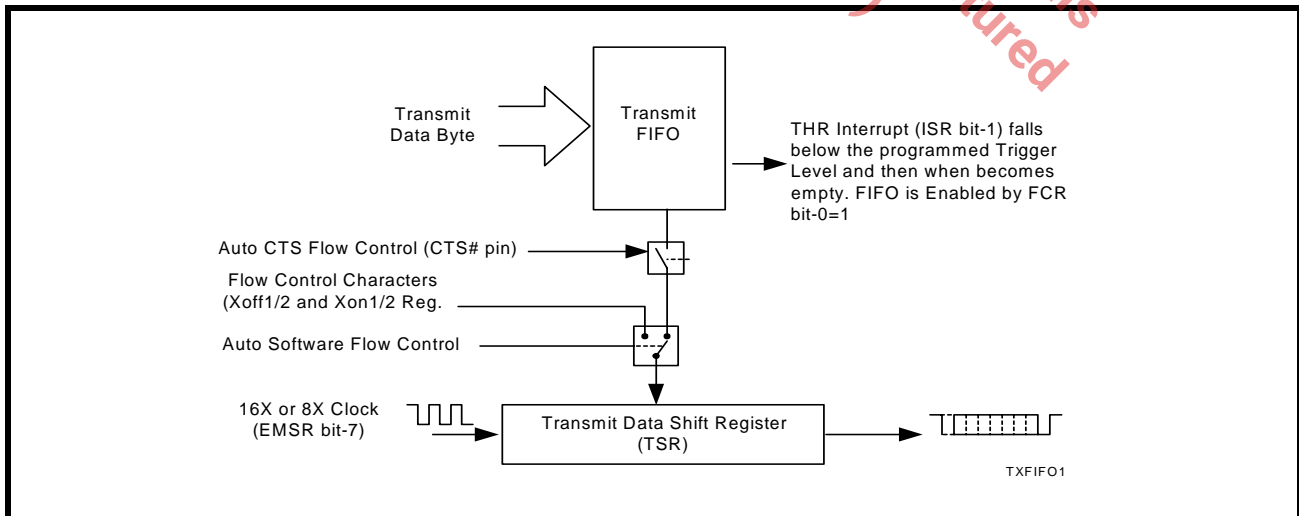 Transmit
Data Byte
Transmit
FIFO
THR Interrupt (ISR bit-1) falls
below the programmed Trigger
Level and then when becomes
empty. FIFO is Enabled by FCR
bit-0=1
Auto CTS Flow Control (CTS# pin)
Flow Control Characters
(Xoff1/2 and Xon1/2 Reg.
Auto Software Flow Control
16X or 8X Clock
(EMSR bit-7)
Transmit Data Shift Register
(TSR)
TXFIFO1